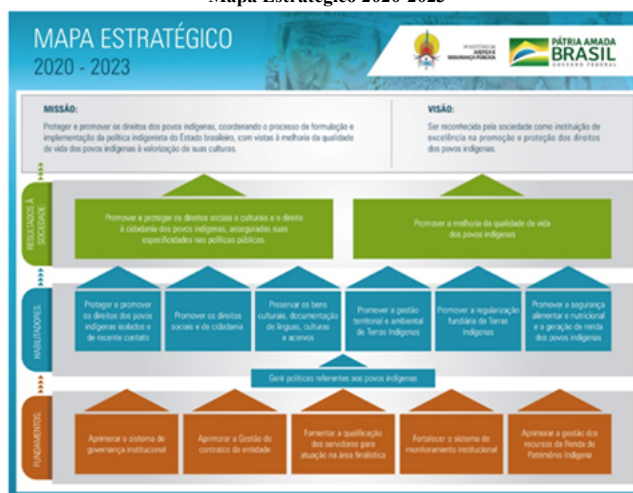 Mapa Estratégico 2020-2023
MAPA ESTRATÉGICO
2020 - 2023
MINISTÉRIO DA
JUSTIÇA E
SEGURANÇA PÚBLICA
PÁTRIA AMADA
BRASIL
GOVERNO FEDERAL
MISSÃO:
Proteger e promover os direitos dos povos indígenas, coordenando o processo de formulação e
implementação da política indigenista do Estado brasileiro, com vistas à melhoria da qualidade
de vida dos povos indígenas à valorização de suas culturas.
VISÃO:
Ser reconhecida pela sociedade como instituição de
excelência na promoção e proteção dos direitos
dos povos indígenas.
RESULTADOS À
SOCIEDADE:
Promover e proteger os direitos sociais e culturais e o direito
à cidadania dos povos indígenas, asseguradas suas
especificidades nas políticas públicas.
Promover a melhoria da qualidade de vida
dos povos indígenas
HABILITADORES:
Proteger e promover
os direitos dos povos
indígenas isolados e
de recente contato
Promover os direitos
sociais e de cidadania
Preservar os bens
culturais, documentação
de línguas, culturas
e acervos
Promover a gestão
territorial e ambiental
de Terras Indígenas
Promover a regularização
fundiária de Terras
Indígenas
Promover a segurança
alimentar e nutricional
e a geração de renda
dos povos indígenas
Gerir políticas referentes aos povos indígenas
FUNDAMENTOS:
Aprimorar o sistema de
governança institucional
Aprimorar a Gestão de
contratos da entidade
Fomentar a qualificação
dos servidores para
atuação na área finalística
Fortalecer o sistema de
monitoramento institucional
Aprimorar a gestão dos
recursos da Renda do
Patrimônio Indígena